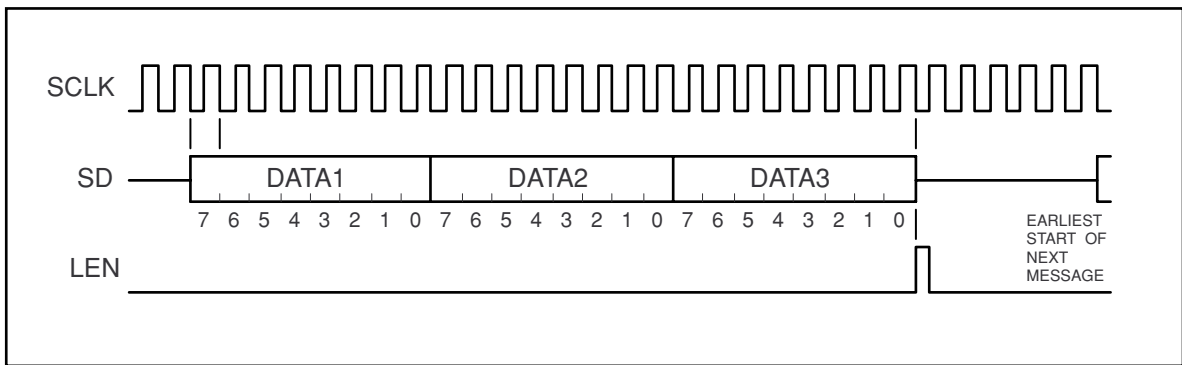 SCLK
SD
DATA1 DATA2 DATA3
7 6 5 4 3 2 1 0 7 6 5 4 3 2 1 0 7 6 5 4 3 2 1 0
EARLIEST
START OF
NEXT
MESSAGE
LEN